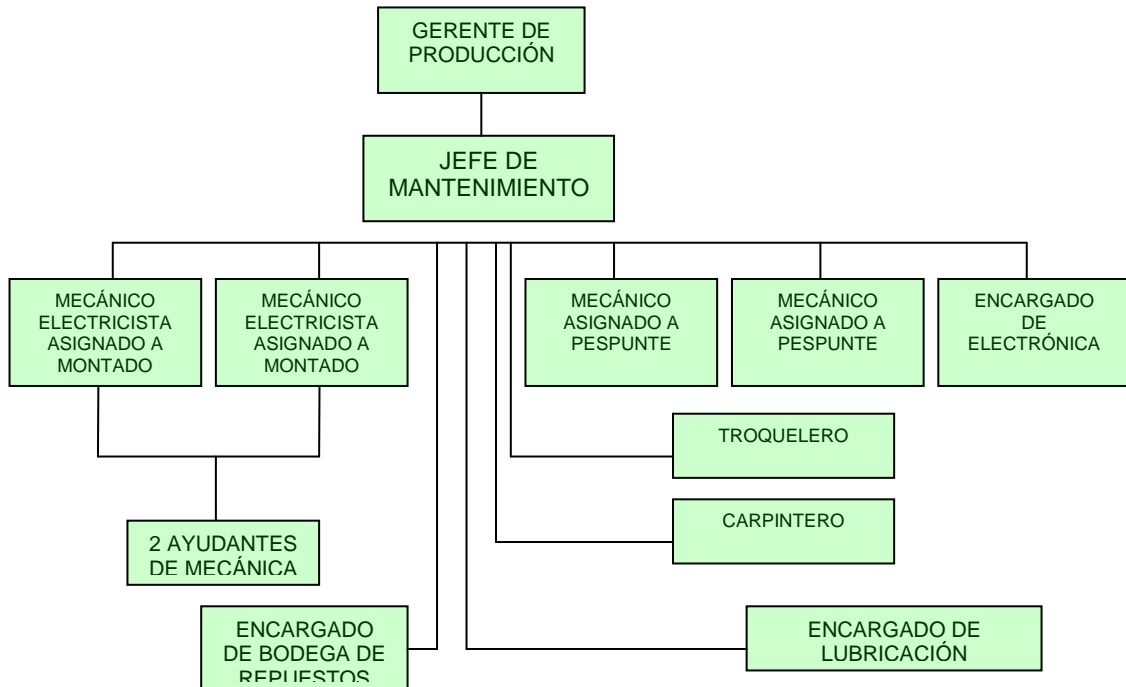 GERENTE DE
PRODUCCIÓN
JEFE DE
MANTENIMIENTO
MECÁNICO
ELECTRICISTA
ASIGNADO A
MONTADO
MECÁNICO
ELECTRICISTA
ASIGNADO A
MONTADO
MECÁNICO
ASIGNADO A
PESPUNTE
MECÁNICO
ASIGNADO A
PESPUNTE
ENCARGADO
DE
ELECTRÓNICA
TROQUELERO
CARPINTERO
2 AYUDANTES
DE MECÁNICA
ENCARGADO
DE BODEGA DE
REPUESTOS
ENCARGADO DE
LUBRICACIÓN